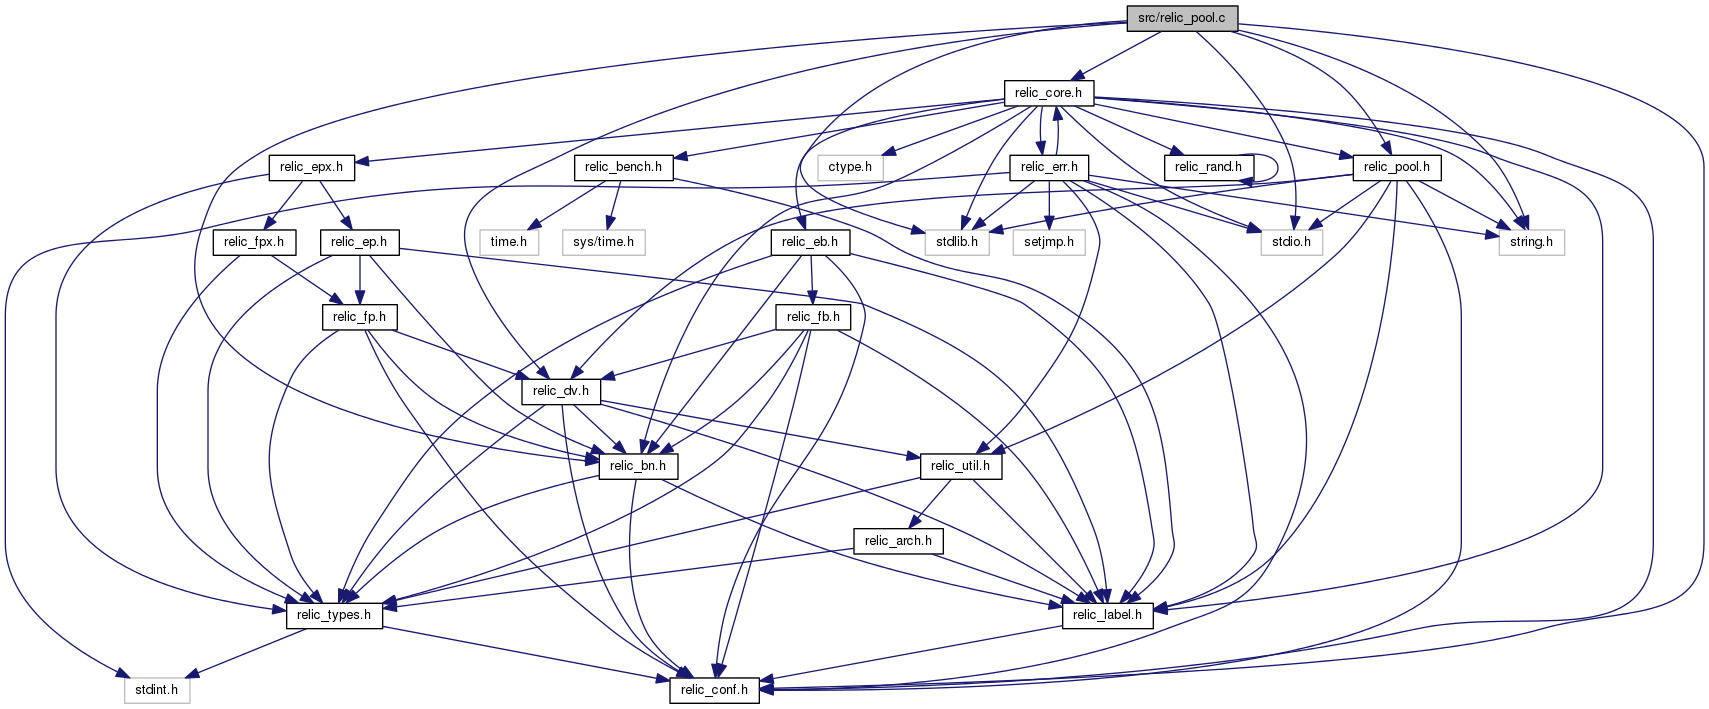 src/relic_pool.c
relic_core.h
relic_epx.h
relic_bench.h
ctype.h
relic_err.h
relic_rand.h
relic_pool.h
relic_fpx.h
relic_ep.h
time.h
sys/time.h
relic_eb.h
stdlib.h
setjmp.h
stdio.h
string.h
relic_fp.h
relic_fb.h
relic_dv.h
relic_bn.h
relic_util.h
relic_arch.h
relic_types.h
relic_label.h
stdint.h
relic_conf.h